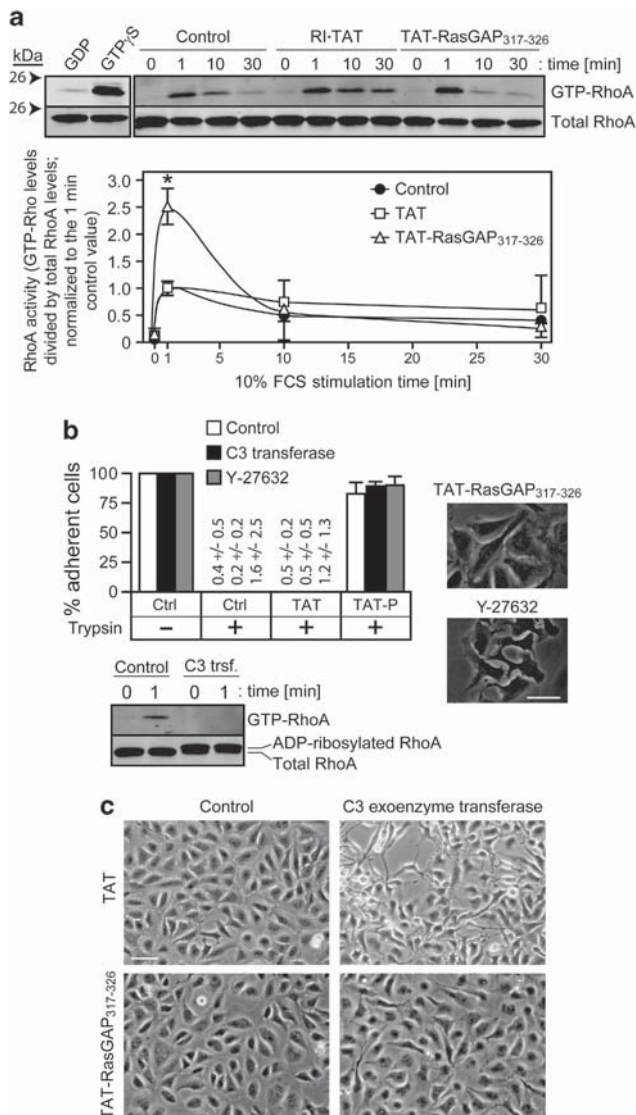 a
kDa GDP GTPγS Control RI-TAT TAT-RasGAP317-326
0 1 10 30 0 1 10 30 0 1 10 30 : time [min]
26 GTP-RhoA
26 Total RhoA
RhoA activity (GTP-Rho levels
divided by total RhoA levels;
normalized to the 1 min
control value)
3.0
2.5
2.0
1.5
1.0
0.5
0
*
Control
TAT
TAT-RasGAP317-326
0 1 5 10 15 20 25 30
10% FCS stimulation time [min]
b
Control
C3 transferase
Y-27632
% adherent cells
100
75
50
25
0
0.4 +/- 0.5
0.2 +/- 0.2
1.6 +/- 2.5
0.5 +/- 0.2
0.5 +/- 0.5
1.2 +/- 1.3
Ctrl Ctrl TAT TAT-P
Trypsin – + + +
TAT-RasGAP317-326
Y-27632
Control C3 trsf.
0 1 0 1 : time [min]
GTP-RhoA
ADP-ribosylated RhoA
Total RhoA
c
Control C3 exoenzyme transferase
TAT
TAT-RasGAP317-326